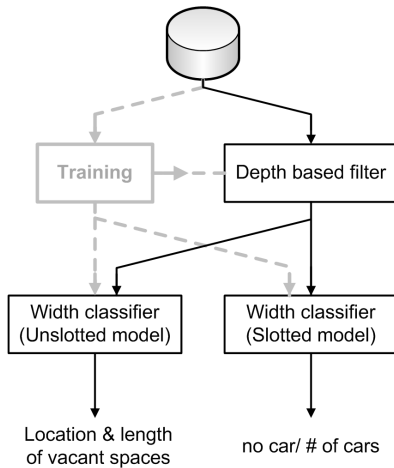 Training
Depth based filter
Width classifier
(Unslotted model)
Width classifier
(Slotted model)
Location & length
of vacant spaces
no car/ # of cars